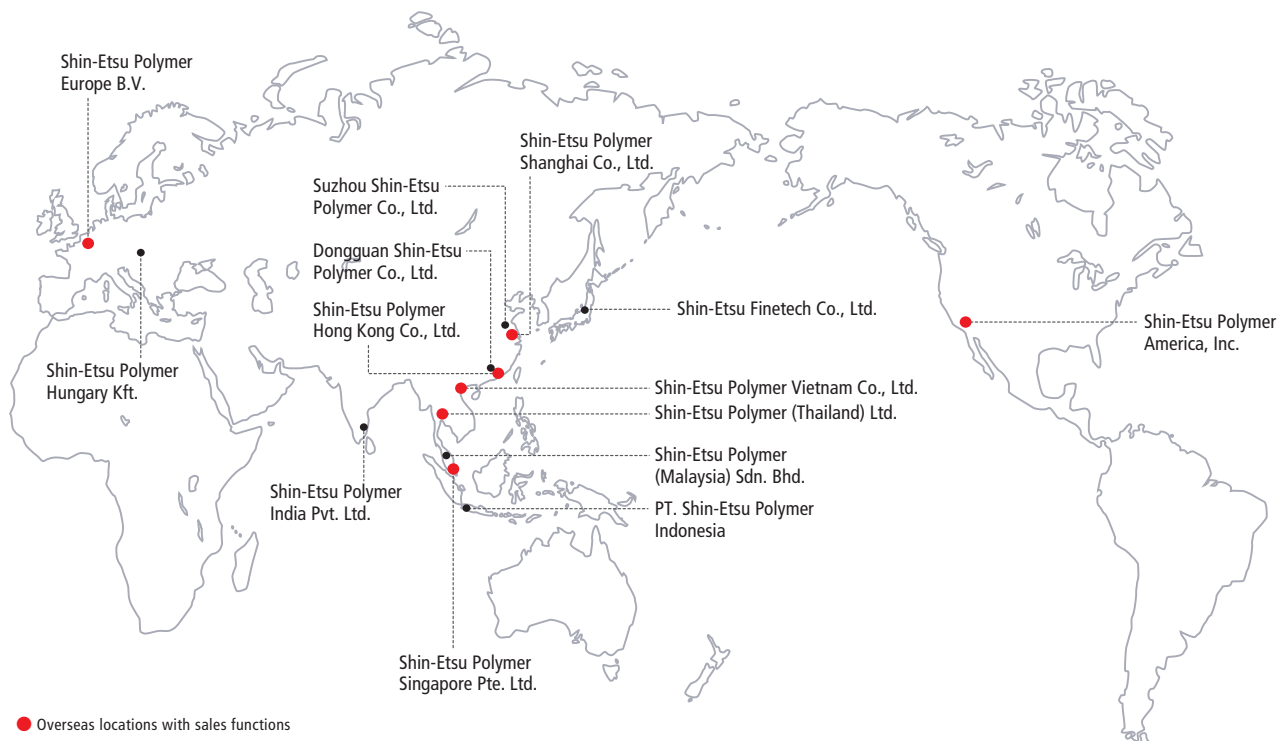 Shin-Etsu Polymer
Europe B.V.
Shin-Etsu Polymer
Shanghai Co., Ltd.
Suzhou Shin-Etsu
Polymer Co., Ltd.
Dongguan Shin-Etsu
Polymer Co., Ltd.
Shin-Etsu Polymer
Hong Kong Co., Ltd.
Shin-Etsu Finetech Co., Ltd.
Shin-Etsu Polymer
America, Inc.
Shin-Etsu Polymer
Hungary Kft.
Shin-Etsu Polymer Vietnam Co., Ltd.
Shin-Etsu Polymer (Thailand) Ltd.
Shin-Etsu Polymer
(Malaysia) Sdn. Bhd.
Shin-Etsu Polymer
India Pvt. Ltd.
PT. Shin-Etsu Polymer
Indonesia
Shin-Etsu Polymer
Singapore Pte. Ltd.
Overseas locations with sales functions